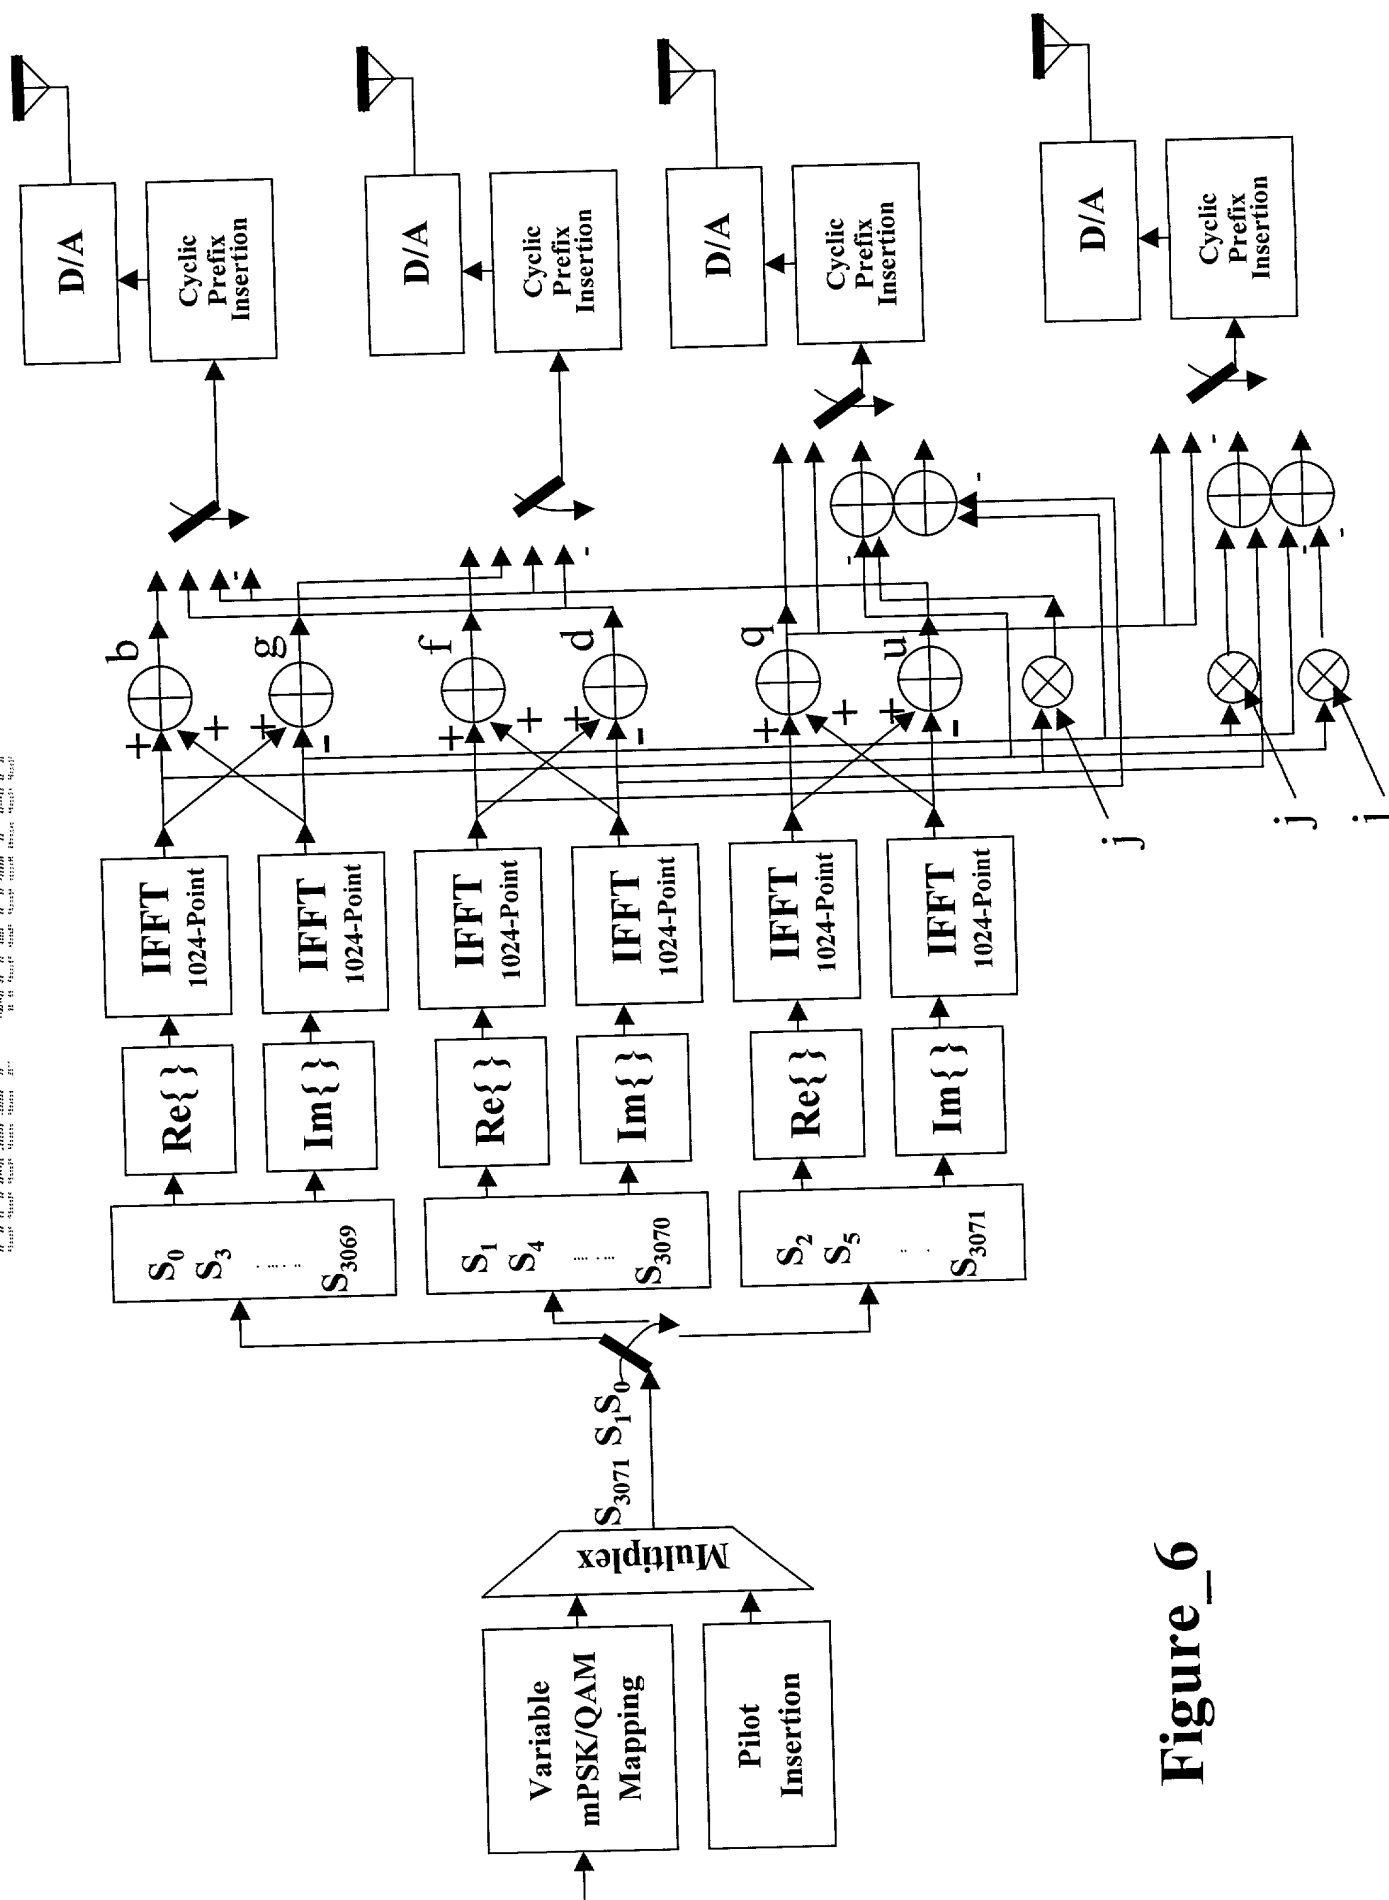 Variable
mPSK/QAM
Mapping
Pilot
Insertion
Multiplex
S3071 S1S0
S0
S3
S3069
S1
S4
S3070
S2
S5
S3071
Re{ }
Im{ }
Re{ }
Im{ }
Re{ }
Im{ }
IFFT
1024-Point
IFFT
1024-Point
IFFT
1024-Point
IFFT
1024-Point
IFFT
1024-Point
IFFT
1024-Point
+
+
+
-
+
+
+
-
+
+
+
-
b
g
f
d
q
u
j
j
j
-
-
-
-
-
-
-
Cyclic
Prefix
Insertion
D/A
Cyclic
Prefix
Insertion
D/A
Cyclic
Prefix
Insertion
D/A
Cyclic
Prefix
Insertion
D/A
Figure_6